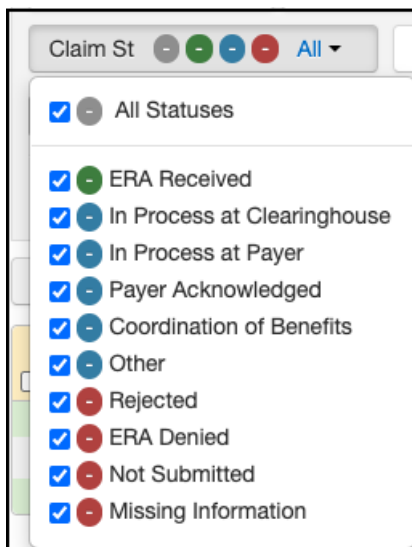 Claim St - - - - All
- All Statuses
- ERA Received
- In Process at Clearinghouse
- In Process at Payer
- Payer Acknowledged
- Coordination of Benefits
- Other
- Rejected
- ERA Denied
- Not Submitted
- Missing Information